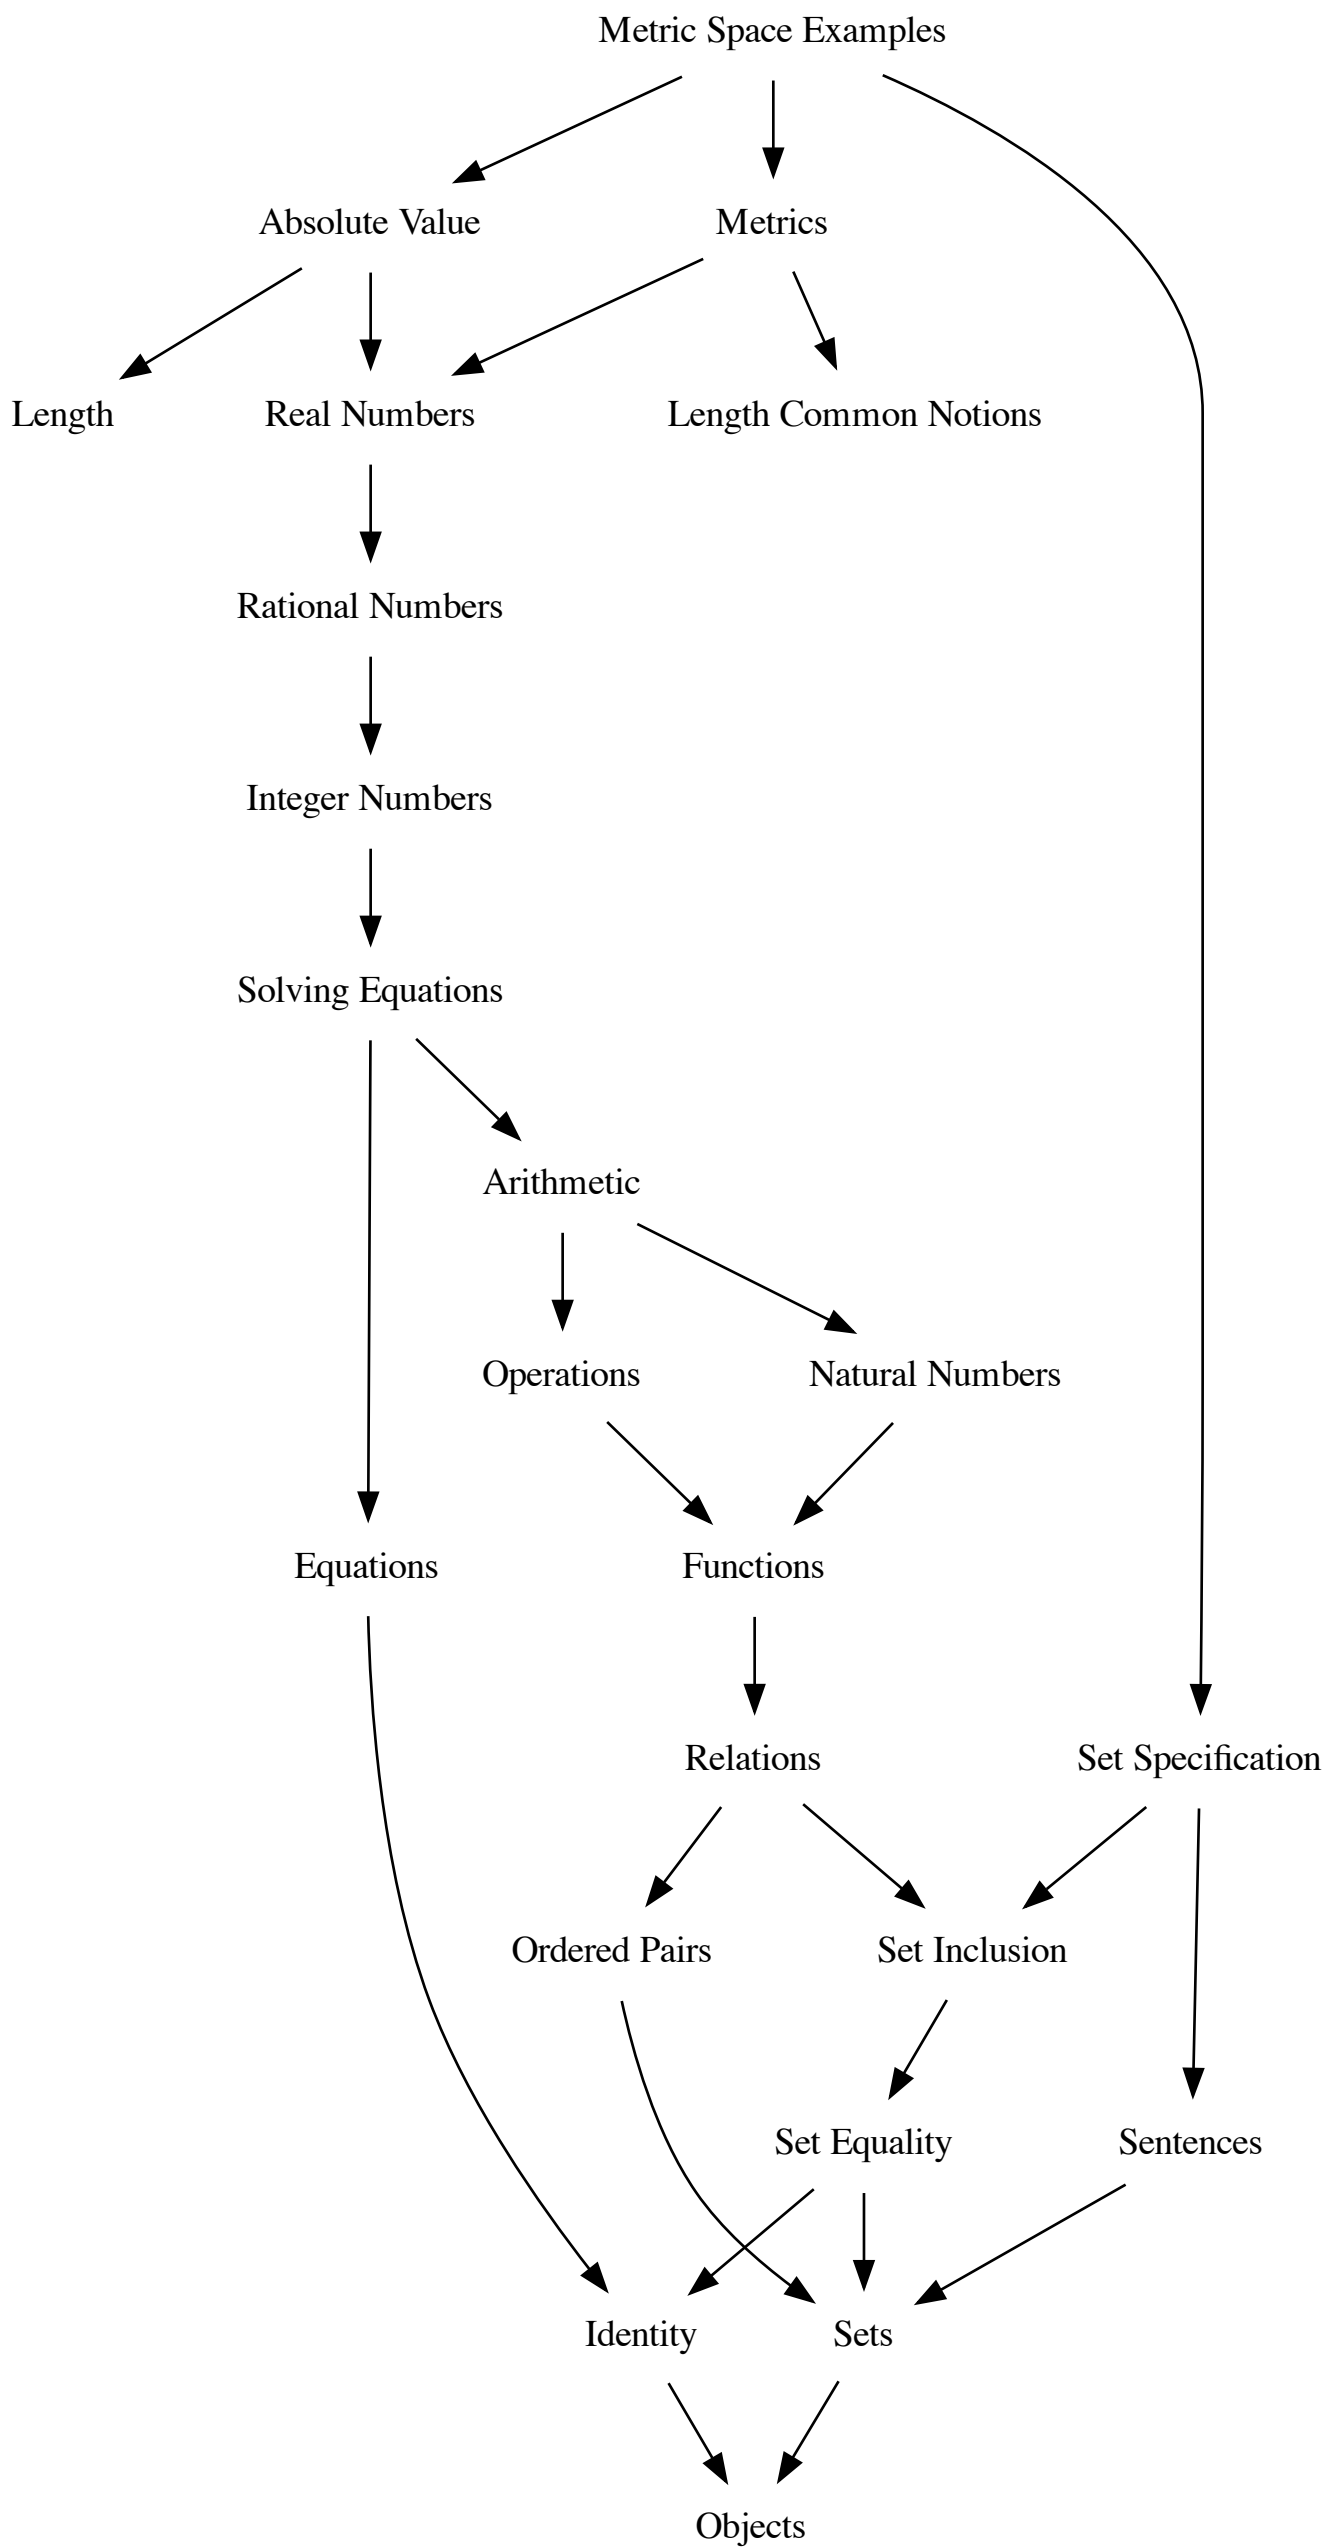 Metric Space Examples
Absolute Value
Metrics
Length
Real Numbers
Length Common Notions
Rational Numbers
Integer Numbers
Solving Equations
Arithmetic
Operations
Natural Numbers
Equations
Functions
Relations
Set Specification
Ordered Pairs
Set Inclusion
Set Equality
Sentences
Identity
Sets
Objects